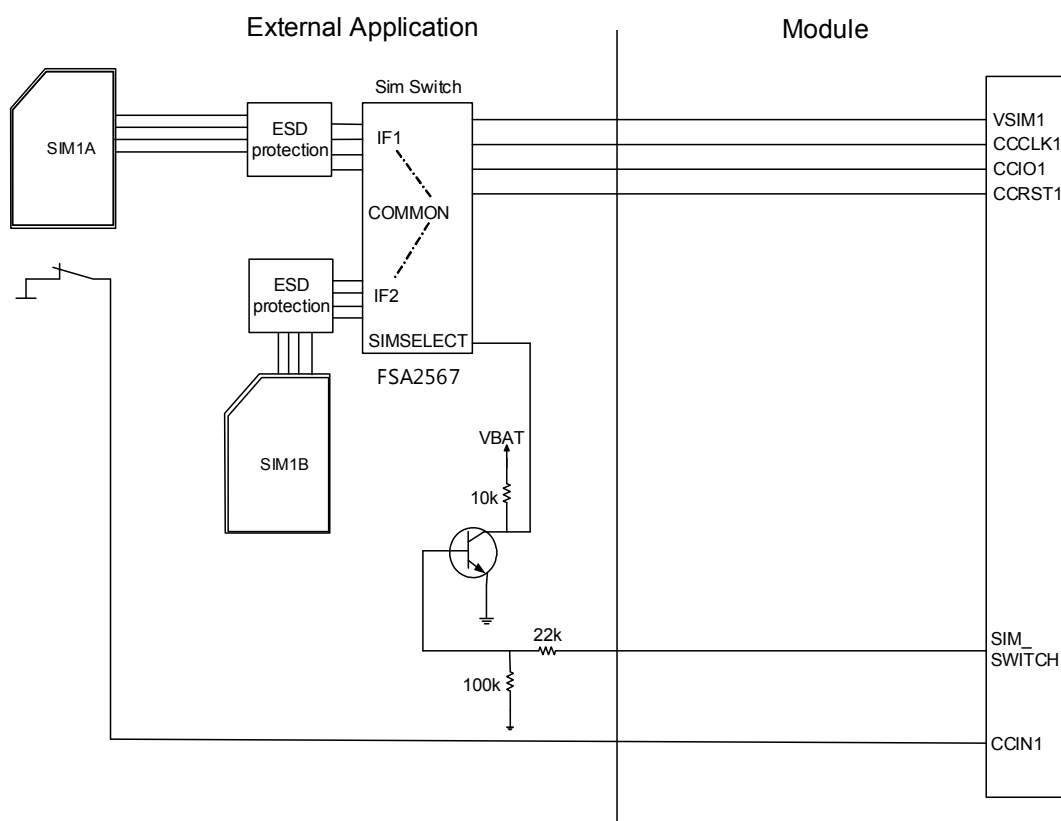 External Application
Module
Sim Switch
SIM1A
ESD
protection
IF1
COMMON
IF2
SIMSELECT
FSA2567
ESD
protection
SIM1B
VBAT
10k
22k
100k
VSIM1
CCCLK1
CCIO1
CCRST1
SIM_
SWITCH
CCIN1